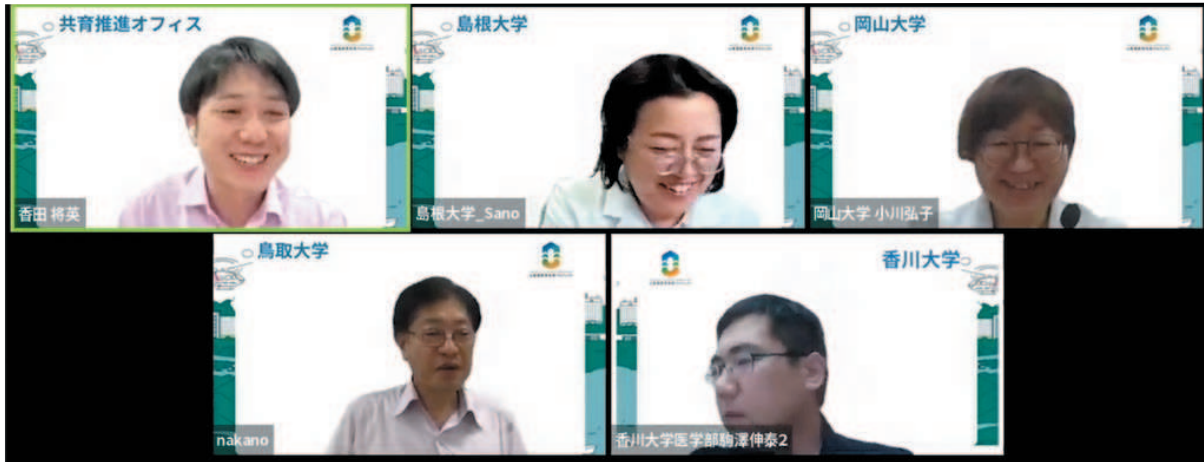 共育推進オフィス
香田 将英
島根大学
島根大学_Sano
岡山大学
岡山大学 小川弘子
鳥取大学
nakano
香川大学
香川大学医学部駒澤伸泰2